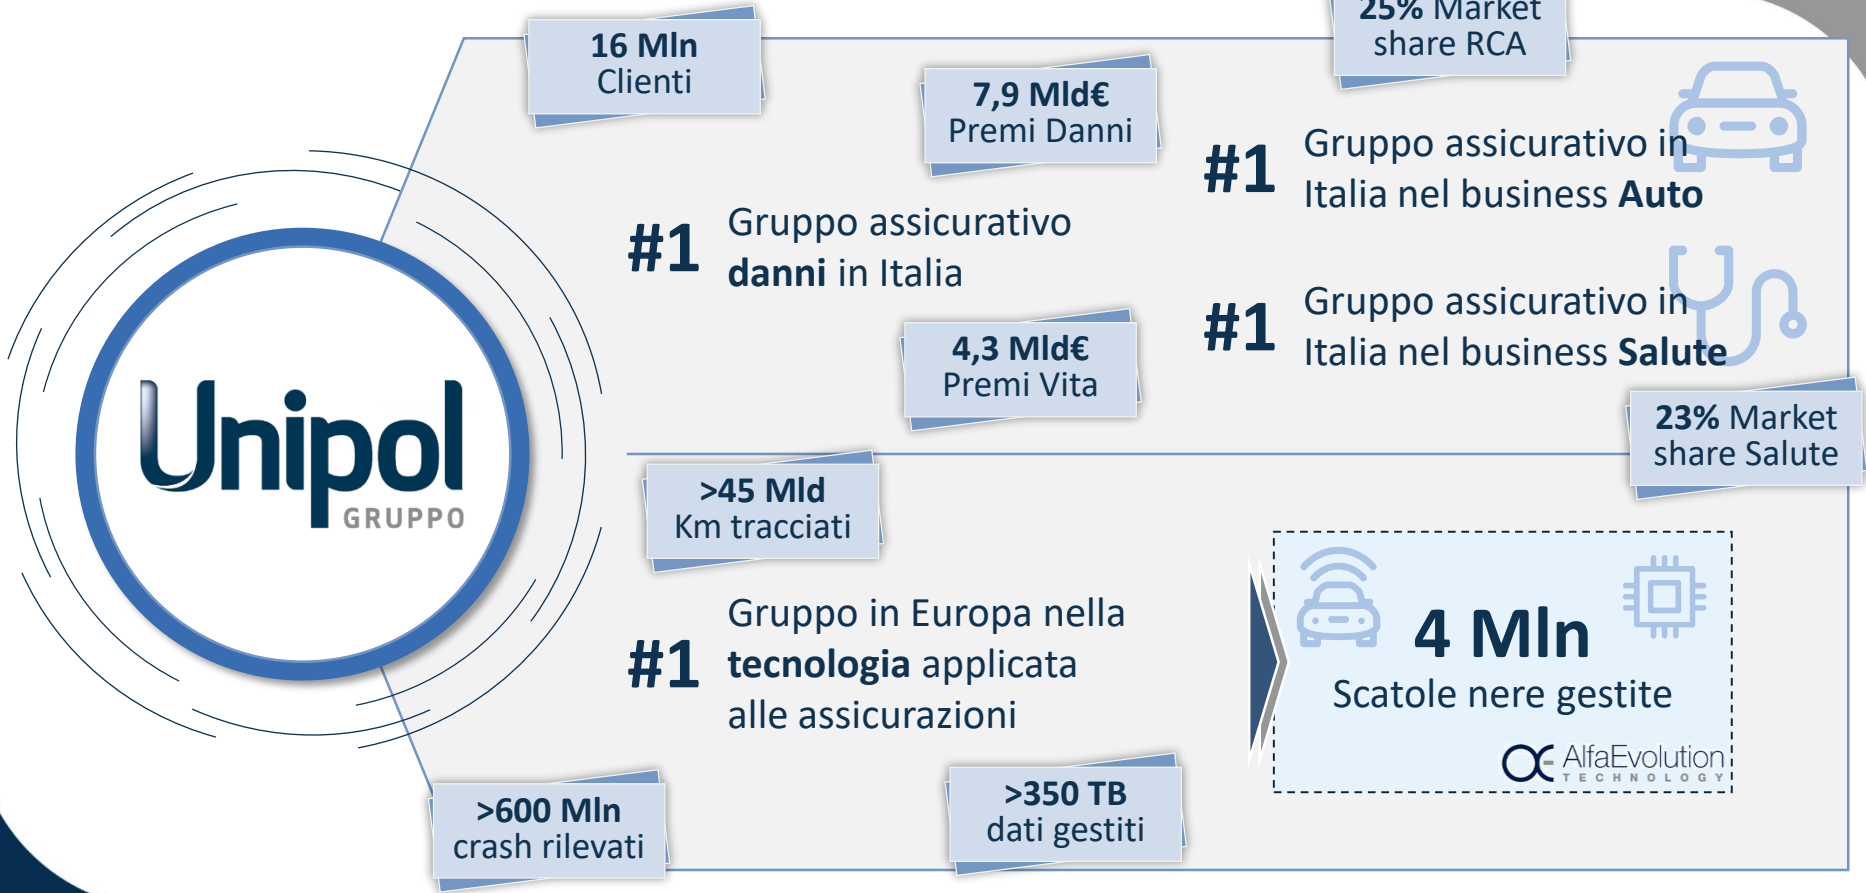 25% Market
share RCA
16 Mln
Clienti
7,9 Mld€
Premi Danni
#1
Gruppo assicurativo in
Italia nel business Auto
#1
Gruppo assicurativo
danni in Italia
#1
Gruppo assicurativo in
Italia nel business Salute
4,3 Mld€
Premi Vita
23% Market
share Salute
Unipol
GRUPPO
>45 Mld
Km tracciati
#1
Gruppo in Europa nella
tecnologia applicata
alle assicurazioni
4 Mln
Scatole nere gestite
AlfaEvolution
TECHNOLOGY
>600 Mln
crash rilevati
>350 TB
dati gestiti